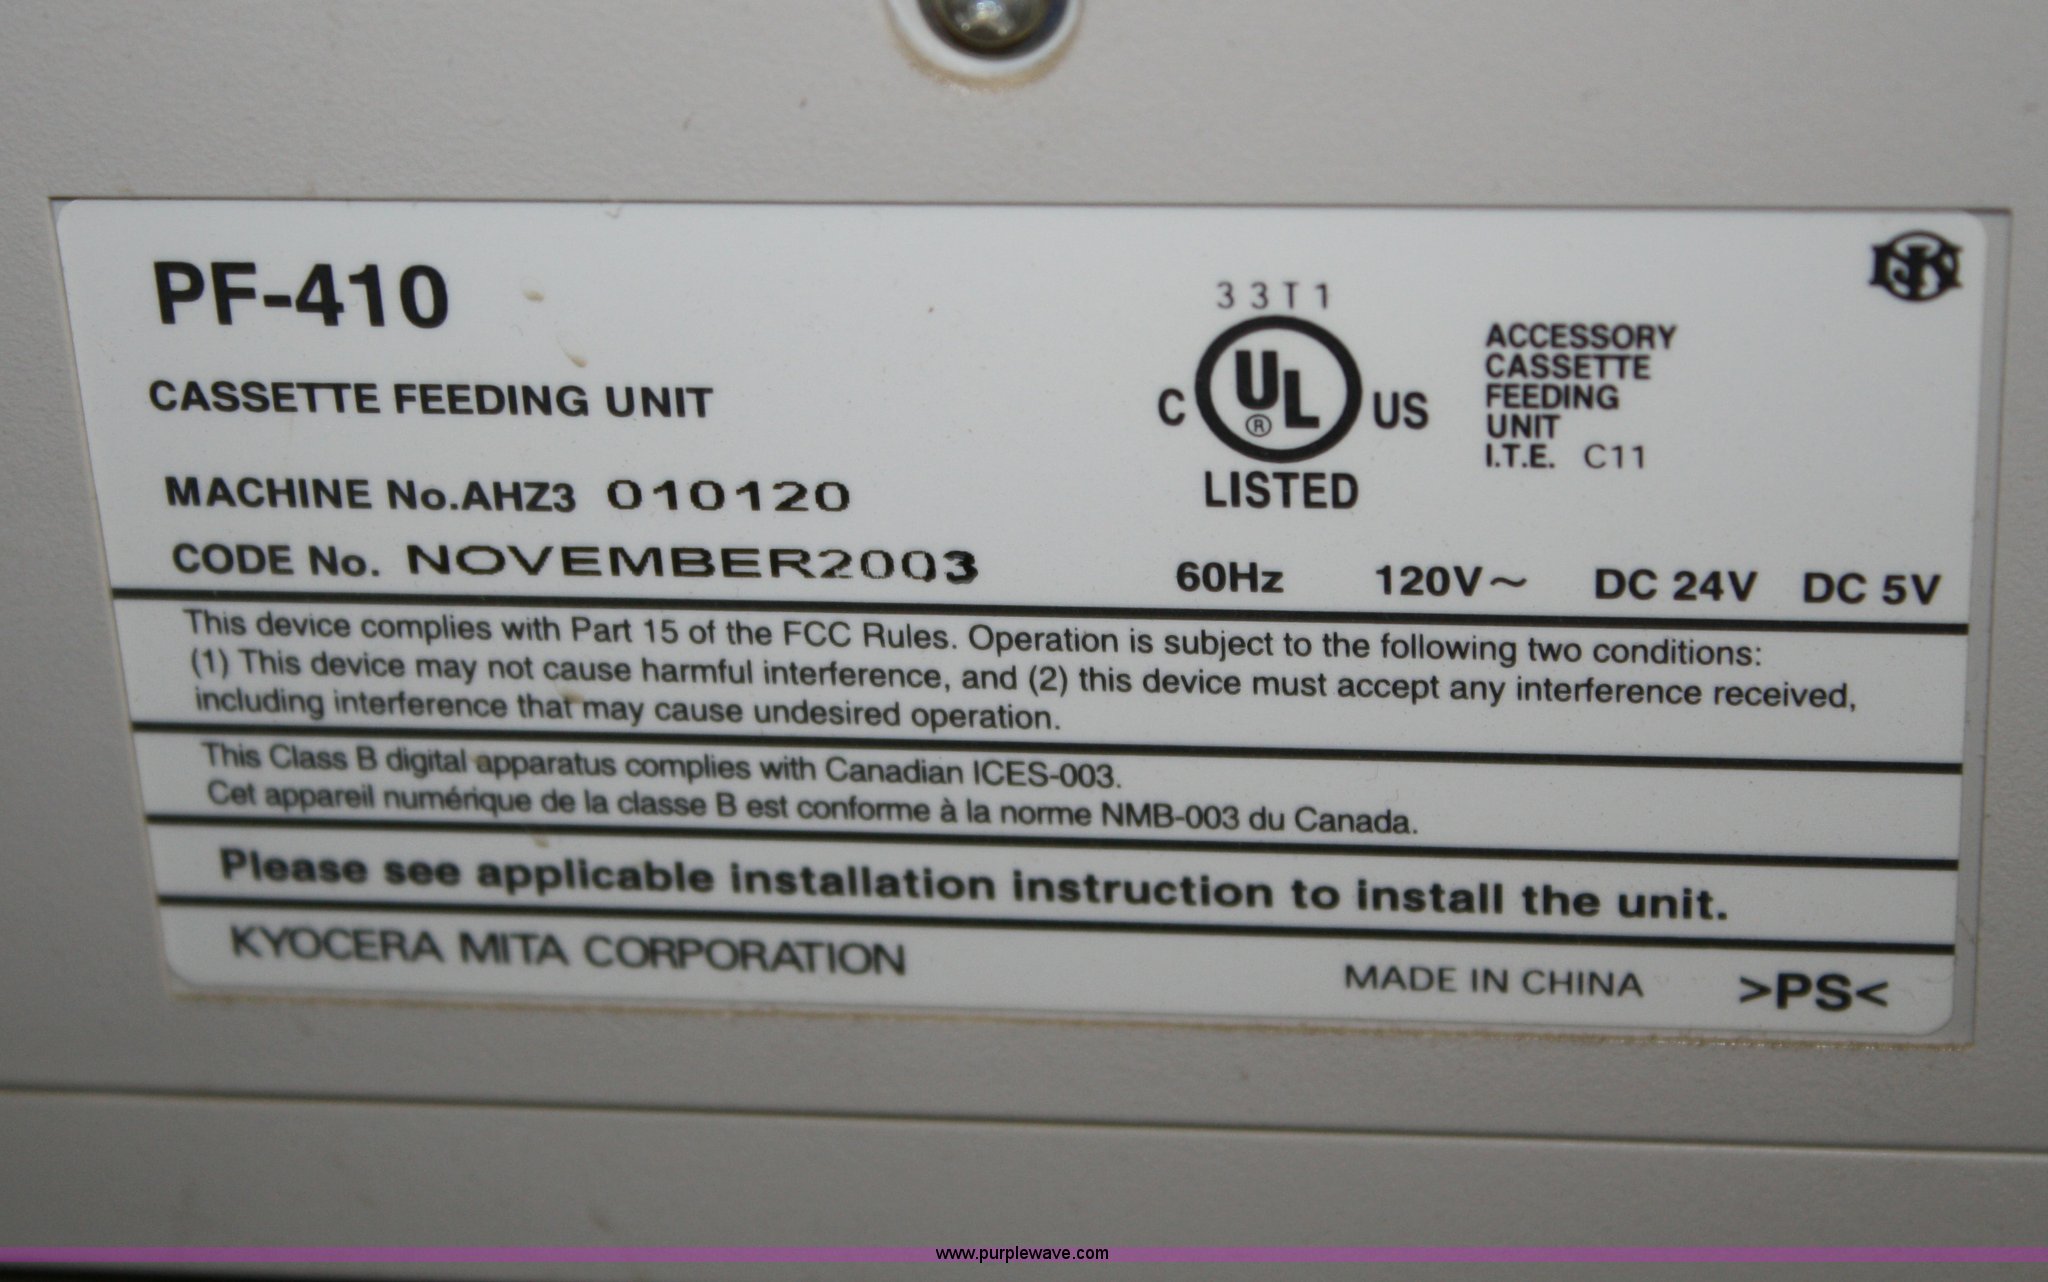 PF-410
CASSETTE FEEDING UNIT
MACHINE No.AHZ3 010120
CODE No. NOVEMBER2003
33T1
C UL ® US
LISTED
ACCESSORY
CASSETTE
FEEDING
UNIT
I.T.E. C11
60Hz 120V~ DC 24V DC 5V
This device complies with Part 15 of the FCC Rules. Operation is subject to the following two conditions:
(1) This device may not cause harmful interference, and (2) this device must accept any interference received,
including interference that may cause undesired operation.
This Class B digital apparatus complies with Canadian ICES-003.
Cet appareil numérique de la classe B est conforme à la norme NMB-003 du Canada.
Please see applicable installation instruction to install the unit.
KYOCERA MITA CORPORATION
MADE IN CHINA >PS<
www.purplewave.com